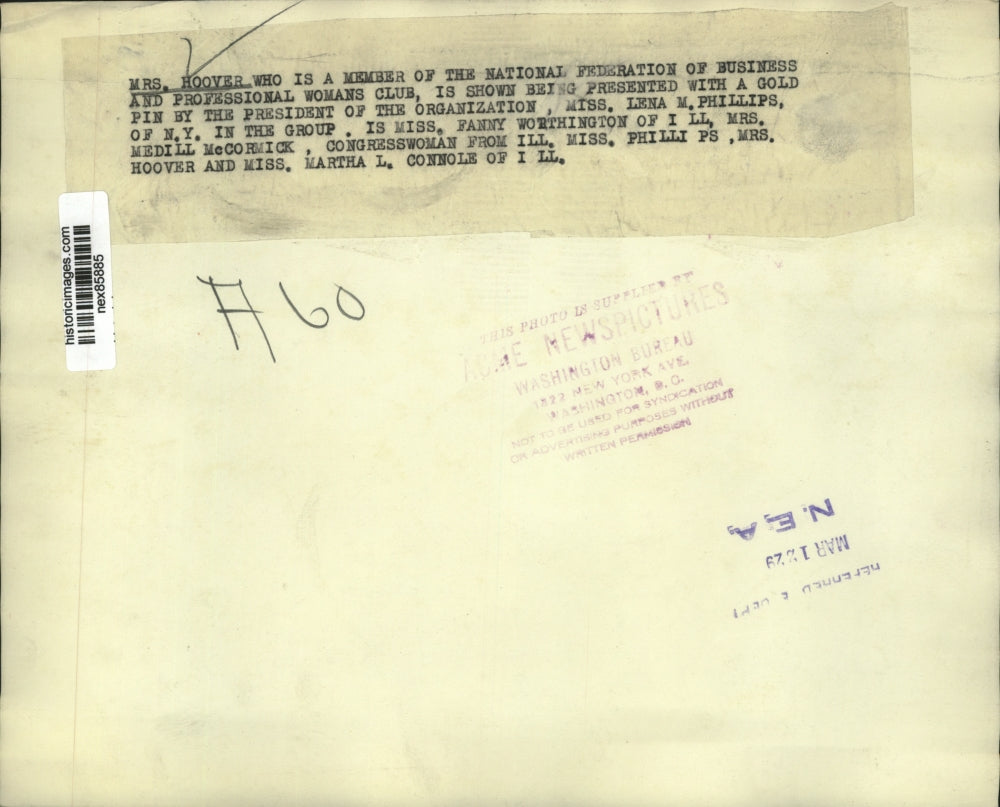 MRS. HOOVER WHO IS A MEMBER OF THE NATIONAL FEDERATION OF BUSINESS
AND PROFESSIONAL WOMANS CLUB, IS SHOWN BEING PRESENTED WITH A GOLD
PIN BY THE PRESIDENT OF THE ORGANIZATION , MISS. LENA M.PHILLIPS,
OF N.Y. IN THE GROUP . IS MISS. FANNY WORTHINGTON OF I LL, MRS.
MEDILL McCORMICK , CONGRESSWOMAN FROM ILL. MISS. PHILLI PS ,MRS.
HOOVER AND MISS. MARTHA L. CONNOLE OF I LL.
historicimages.com
nex85885
A 60
THIS PHOTO IS SUPPLIED BY
ACME NEWSPICTURES
WASHINGTON BUREAU
1322 NEW YORK AVE.
WASHINGTON, D. C.
NOT TO BE USED FOR SYNDICATION
OR ADVERTISING PURPOSES WITHOUT
WRITTEN PERMISSION
N.E.A.
MAR 1 29
REFERENCE DEPT